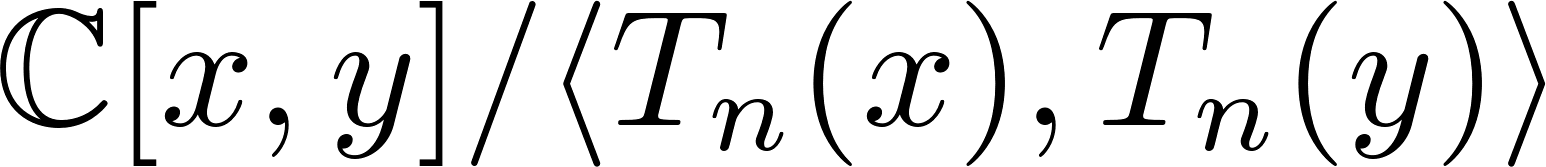 ℂ[x, y]/⟨Tₙ(x), Tₙ(y)⟩